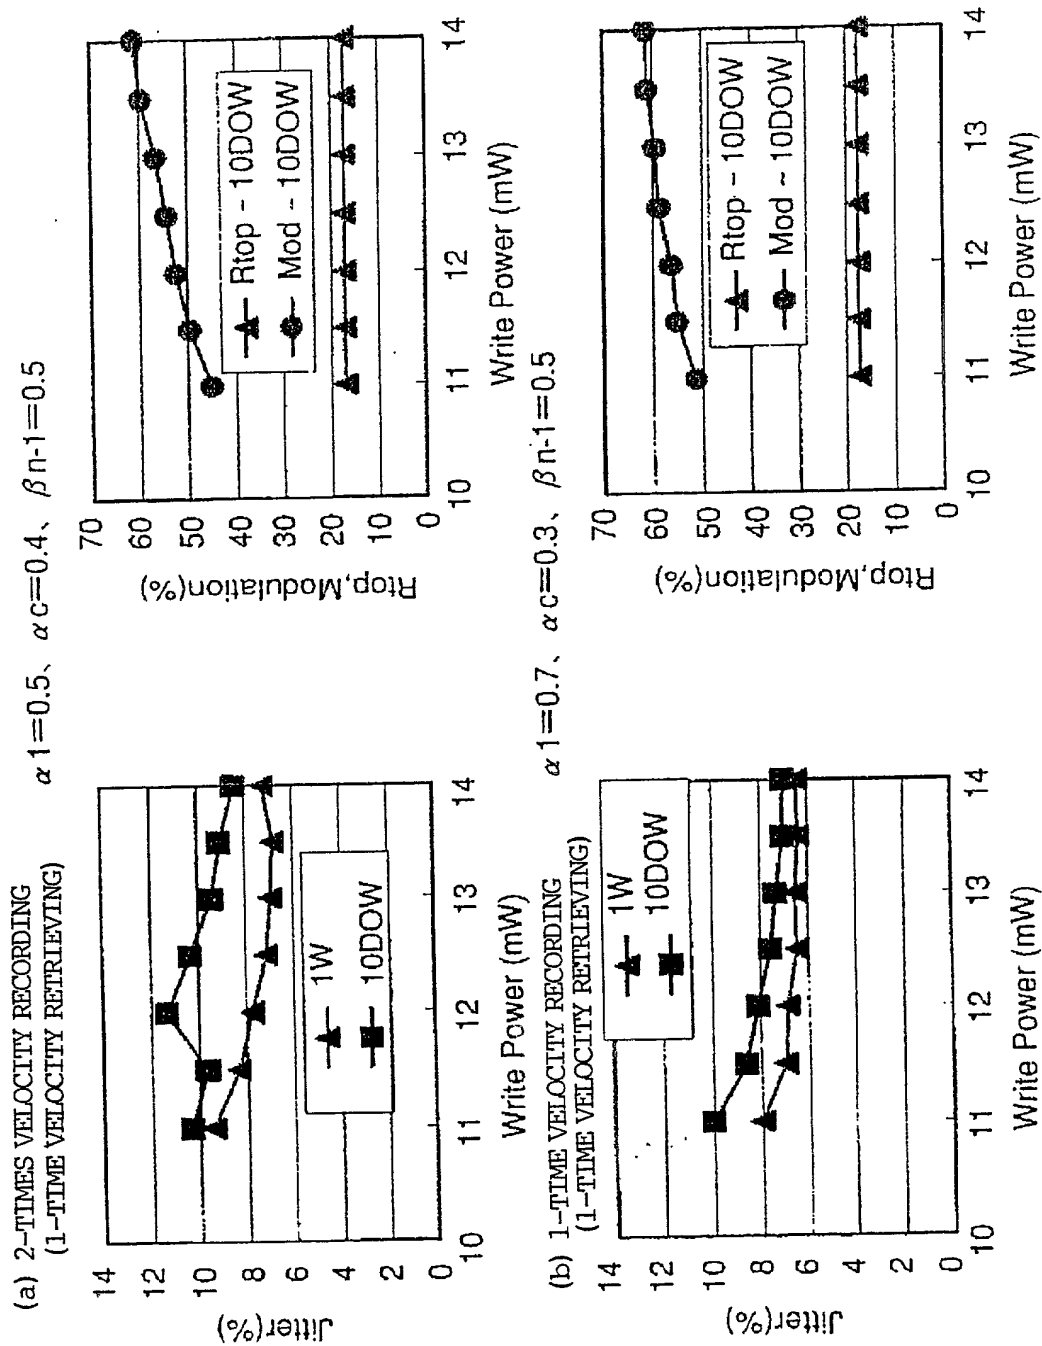 (a) 2-TIMES VELOCITY RECORDING
(1-TIME VELOCITY RETRIEVING)
α1=0.5、 αc=0.4、 βn-1=0.5
Jitter(%)
14
12
10
8
6
4
2
0
1W
10DOW
10
11
12
13
14
Write Power (mW)
Rtop,Modulation(%)
70
60
50
40
30
20
10
0
Rtop - 10DOW
Mod ~ 10DOW
10
11
12
13
14
Write Power (mW)
(b) 1-TIME VELOCITY RECORDING
(1-TIME VELOCITY RETRIEVING)
α1=0.7、 αc=0.3、 βn-1=0.5
Jitter(%)
14
12
10
8
6
4
2
0
1W
10DOW
10
11
12
13
14
Write Power (mW)
Rtop,Modulation(%)
70
60
50
40
30
20
10
0
Rtop - 10DOW
Mod ~ 10DOW
10
11
12
13
14
Write Power (mW)